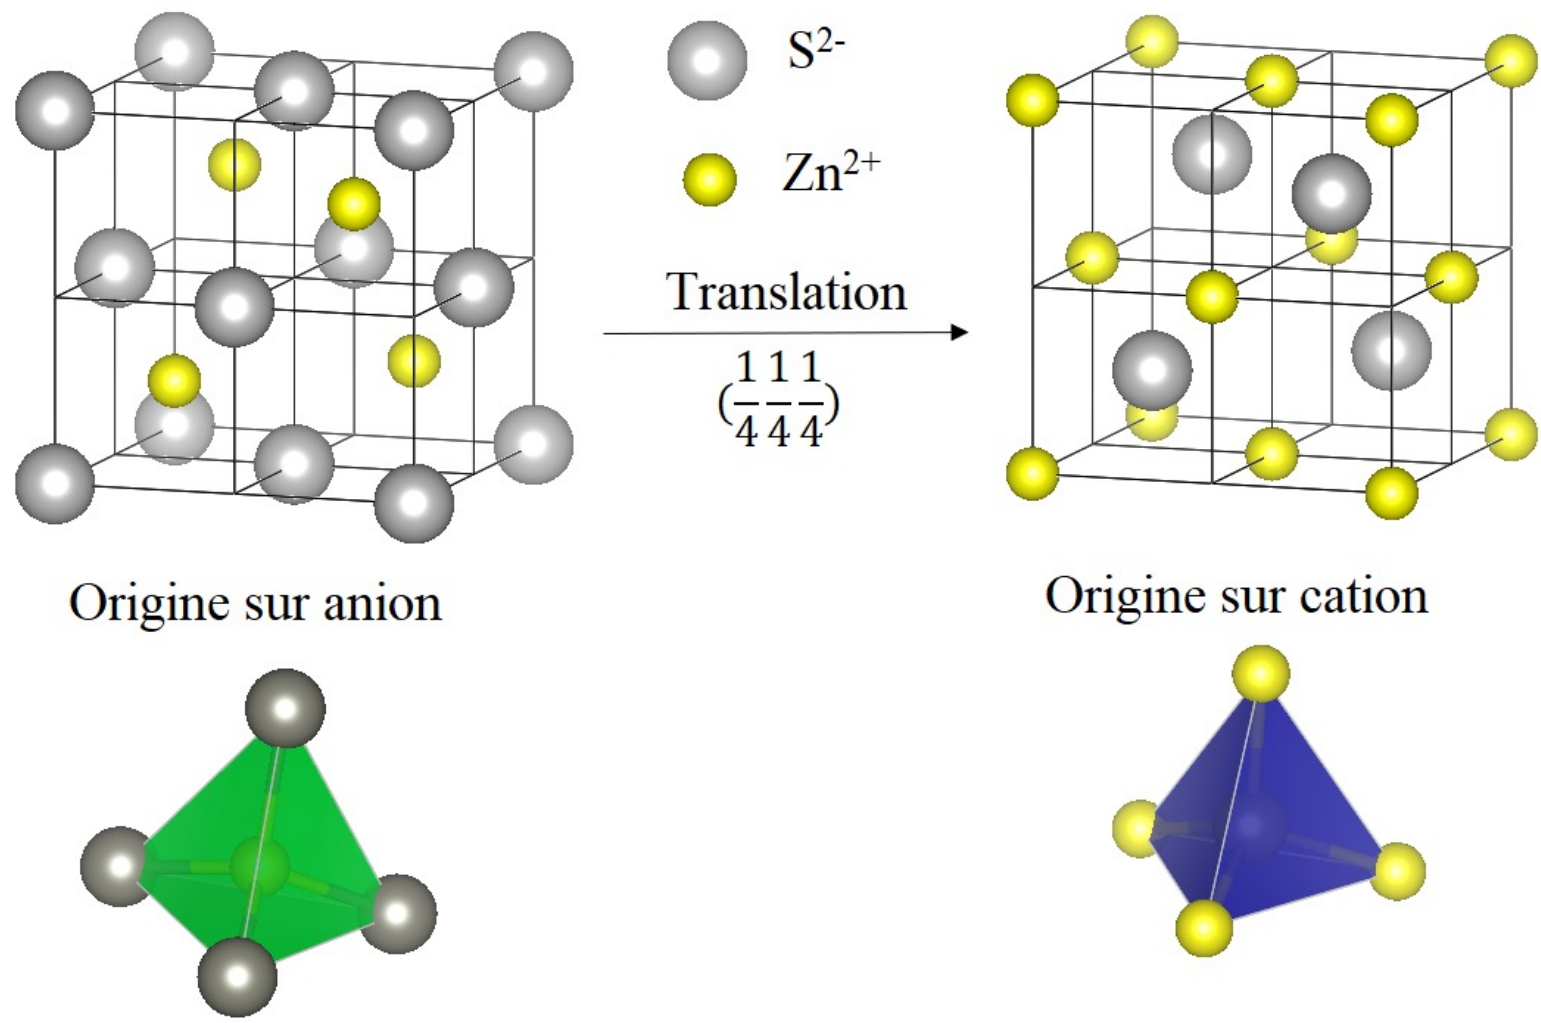 S²⁻
Zn²⁺
Translation
(1/4 1/4 1/4)
Origine sur anion
Origine sur cation